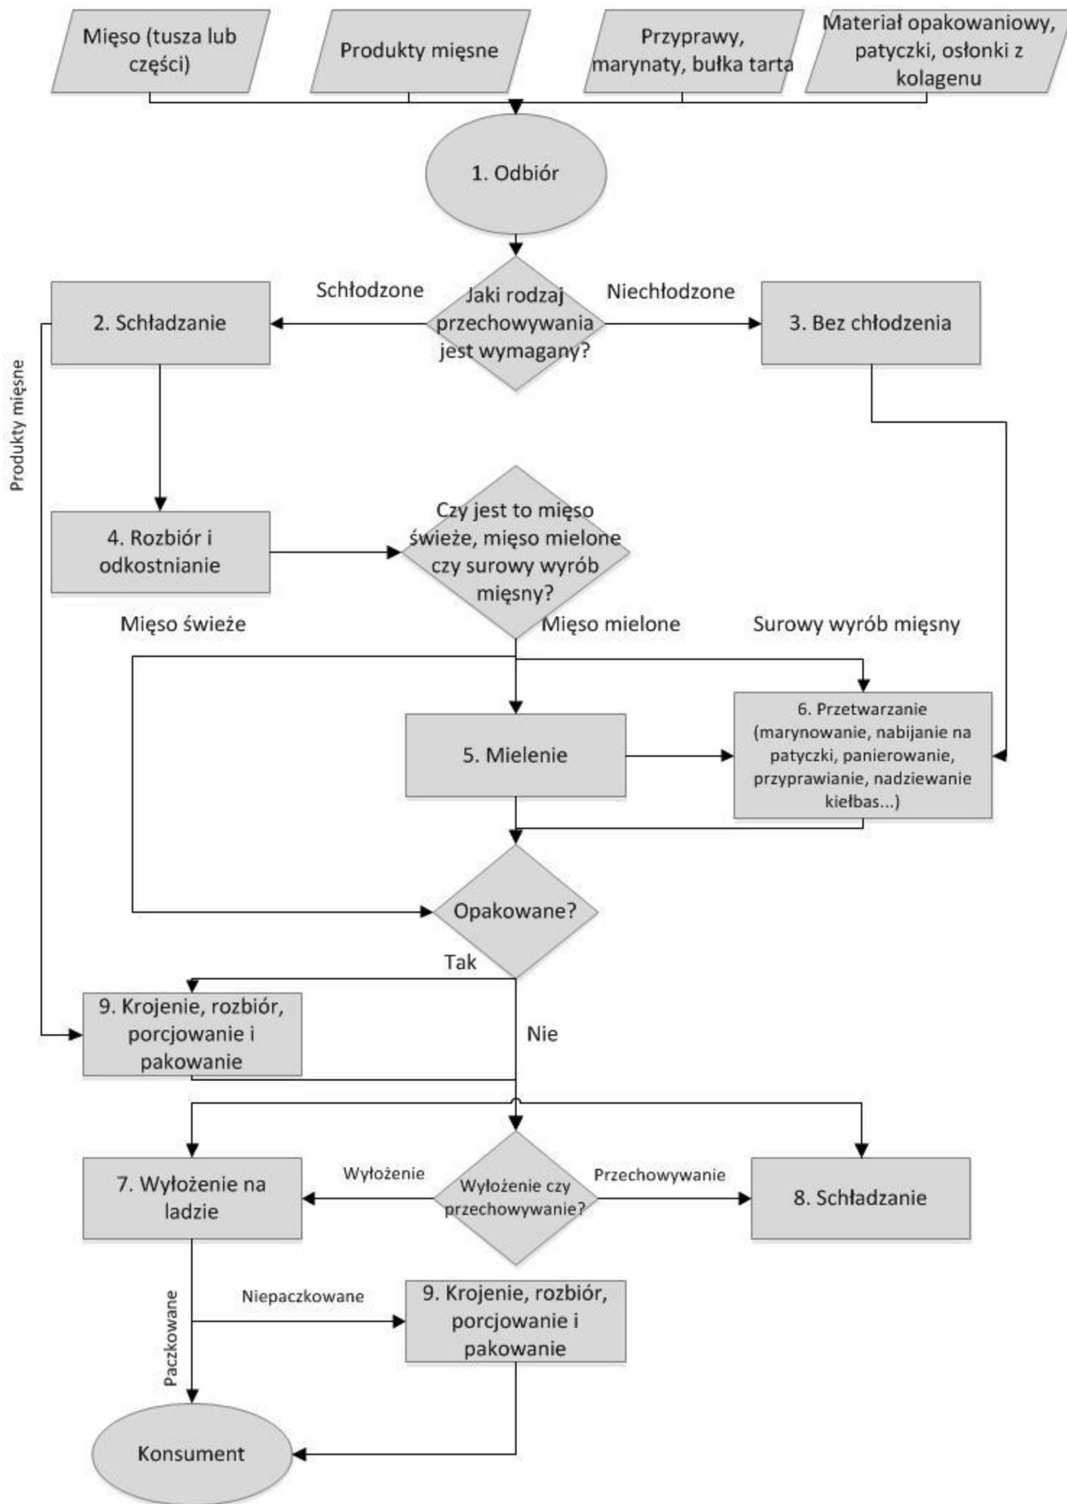 Mięso (tusza lub
części)
Produkty mięsne
Przyprawy,
marynaty, bułka tarta
Materiał opakowaniowy,
patyczki, osłonki z
kolagenu
1. Odbiór
Schłodzone
Jaki rodzaj
przechowywania
jest wymagany?
Niechłodzone
2. Schładzanie
3. Bez chłodzenia
Produkty mięsne
4. Rozbiór i
odkostnianie
Czy jest to mięso
świeże, mięso mielone
czy surowy wyrób
mięsny?
Mięso świeże
Mięso mielone
Surowy wyrób mięsny
5. Mielenie
6. Przetwarzanie
(marynowanie, nabijanie na
patyczki, panierowanie,
przyprawianie, nadziewanie
kiełbas...)
Opakowane?
Tak
Nie
9. Krojenie, rozbiór,
porcjowanie i
pakowanie
7. Wyłożenie na
ladzie
Wyłożenie
Wyłożenie czy
przechowywanie?
Przechowywanie
8. Schładzanie
Paczkowane
Niepaczkowane
9. Krojenie, rozbiór,
porcjowanie i
pakowanie
Konsument